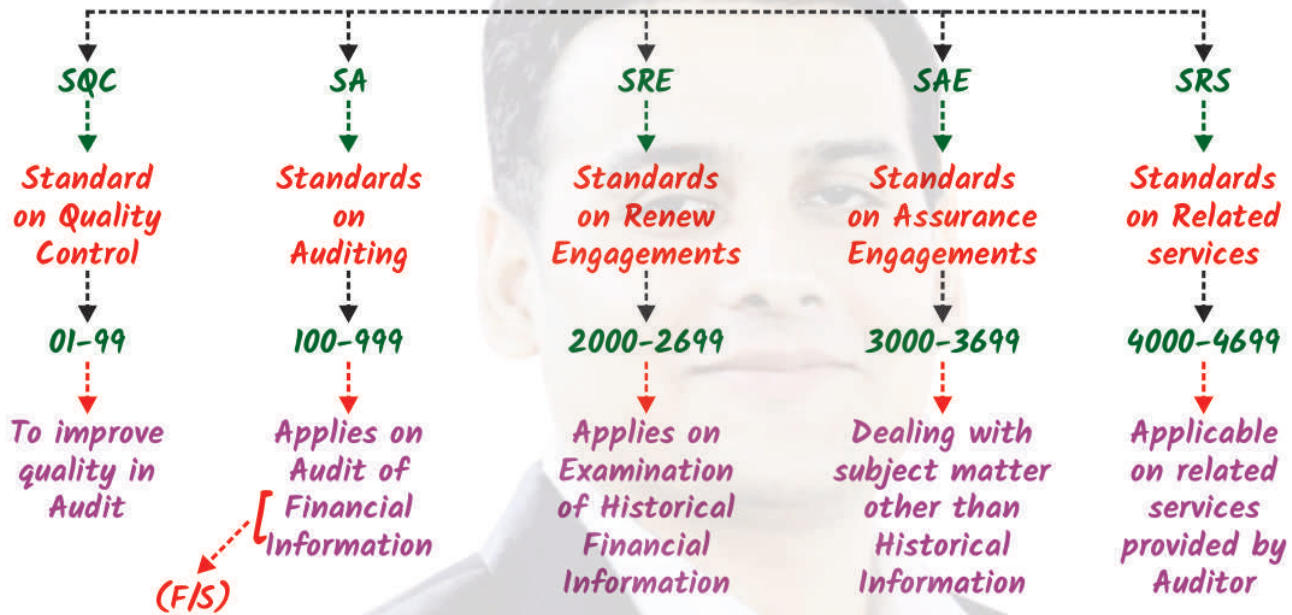 SQC
SA
SRE
SAE
SRS
Standard
on Quality
Control
Standards
on
Auditing
Standards
on Renew
Engagements
Standards
on Assurance
Engagements
Standards
on Related
services
01-99
100-999
2000-2699
3000-3699
4000-4699
To improve
quality in
Audit
Applies on
Audit of
Financial
Information
(F/S)
Applies on
Examination
of Historical
Financial
Information
Dealing with
subject matter
other than
Historical
Information
Applicable
on related
services
provided by
Auditor